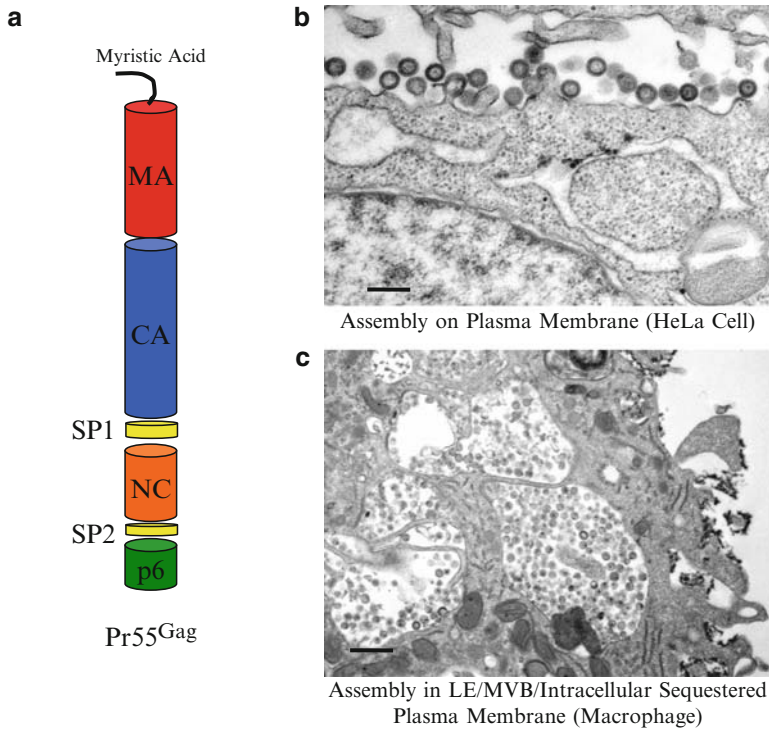 a
Myristic Acid
MA
CA
SP1
NC
SP2
p6
Pr55Gag
b
Assembly on Plasma Membrane (HeLa Cell)
c
Assembly in LE/MVB/Intracellular Sequestered
Plasma Membrane (Macrophage)